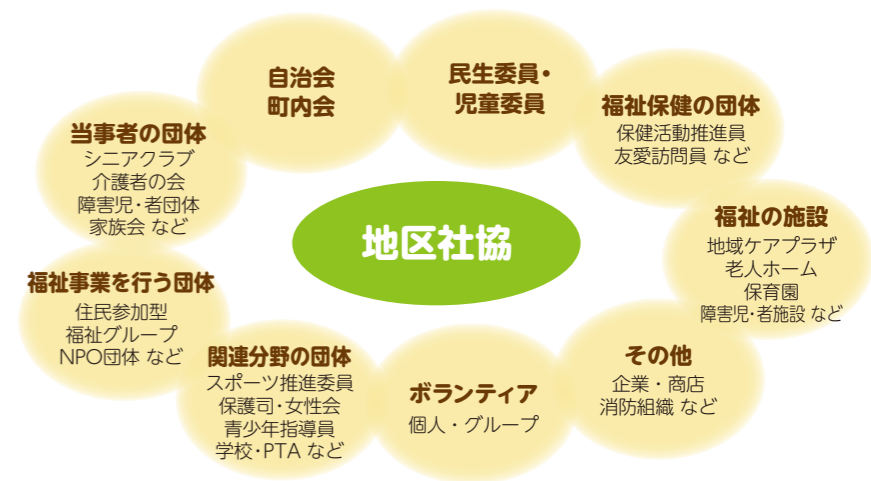 自治会
町内会
民生委員・
児童委員
福祉保健の団体
保健活動推進員
友愛訪問員 など
当事者の団体
シニアクラブ
介護者の会
障害児・者団体
家族会 など
地区社協
福祉の施設
地域ケアプラザ
老人ホーム
保育園
障害児・者施設 など
福祉事業を行う団体
住民参加型
福祉グループ
NPO団体 など
関連分野の団体
スポーツ推進委員
保護司・女性会
青少年指導員
学校・PTA など
ボランティア
個人・グループ
その他
企業・商店
消防組織 など